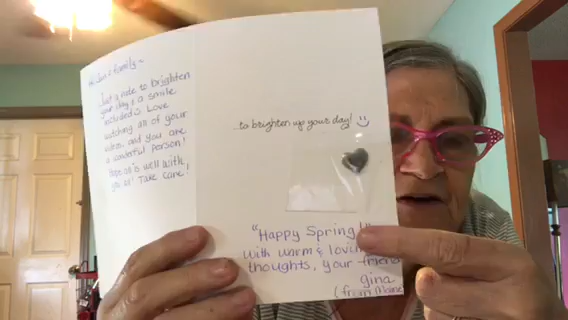 Hi Jan & family~
Just a note to brighten
your day & a smile
included is Love
watching all of your
videos, and you are
a wonderful person!
hope all is well with
you all! Take care!
...to brighten up your day!
"Happy Spring!"
with warm & loving
thoughts, your friend
gina
(from Maine